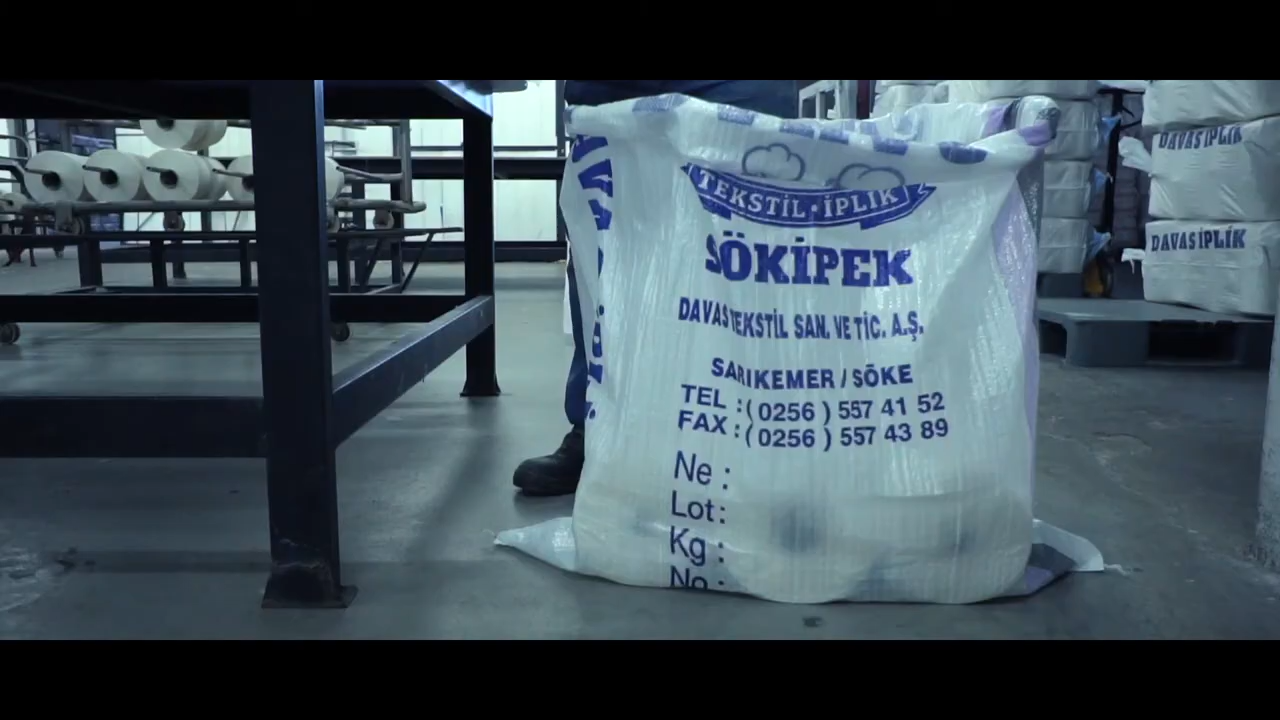 TEKSTİL · İPLİK
SÖKİPEK
DAVAS TEKSTİL SAN. VE TİC. A.Ş.
SARIKEMER / SÖKE
TEL : ( 0256 ) 557 41 52
FAX : ( 0256 ) 557 43 89
Ne :
Lot :
Kg :
No :
DAVAS İPLİK
DAVAS İPLİK